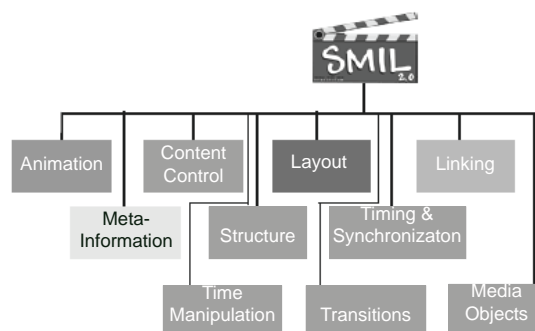 SMIL
2.0
Animation
Content
Control
Layout
Linking
Meta-
Information
Structure
Timing &
Synchronizaton
Time
Manipulation
Transitions
Media
Objects